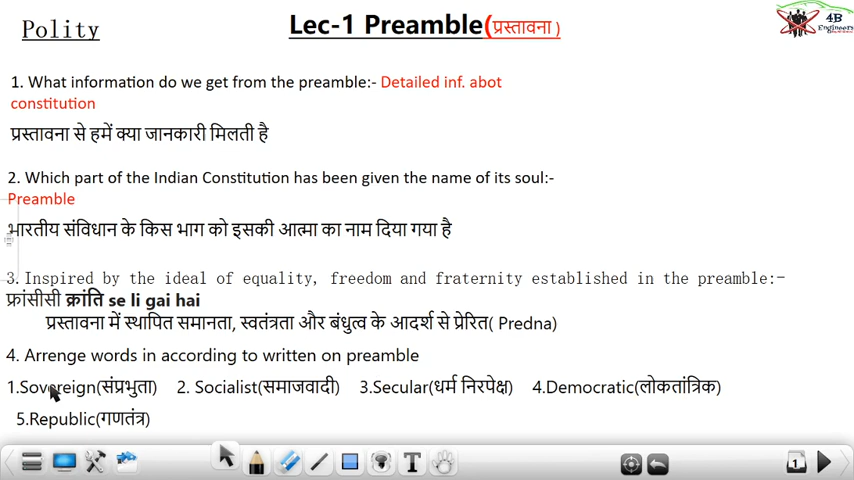 Polity
Lec-1 Preamble(प्रस्तावना )
4B
Engineers
1. What information do we get from the preamble:- Detailed inf. abot
constitution
प्रस्तावना से हमें क्या जानकारी मिलती है
2. Which part of the Indian Constitution has been given the name of its soul:-
Preamble
भारतीय संविधान के किस भाग को इसकी आत्मा का नाम दिया गया है
3. Inspired by the ideal of equality, freedom and fraternity established in the preamble:-
फ्रांसीसी क्रांति se li gai hai
प्रस्तावना में स्थापित समानता, स्वतंत्रता और बंधुत्व के आदर्श से प्रेरित( Predna)
4. Arrenge words in according to written on preamble
1.Sovereign(संप्रभुता) 2. Socialist(समाजवादी) 3.Secular(धर्म निरपेक्ष) 4.Democratic(लोकतांत्रिक)
5.Republic(गणतंत्र)
1